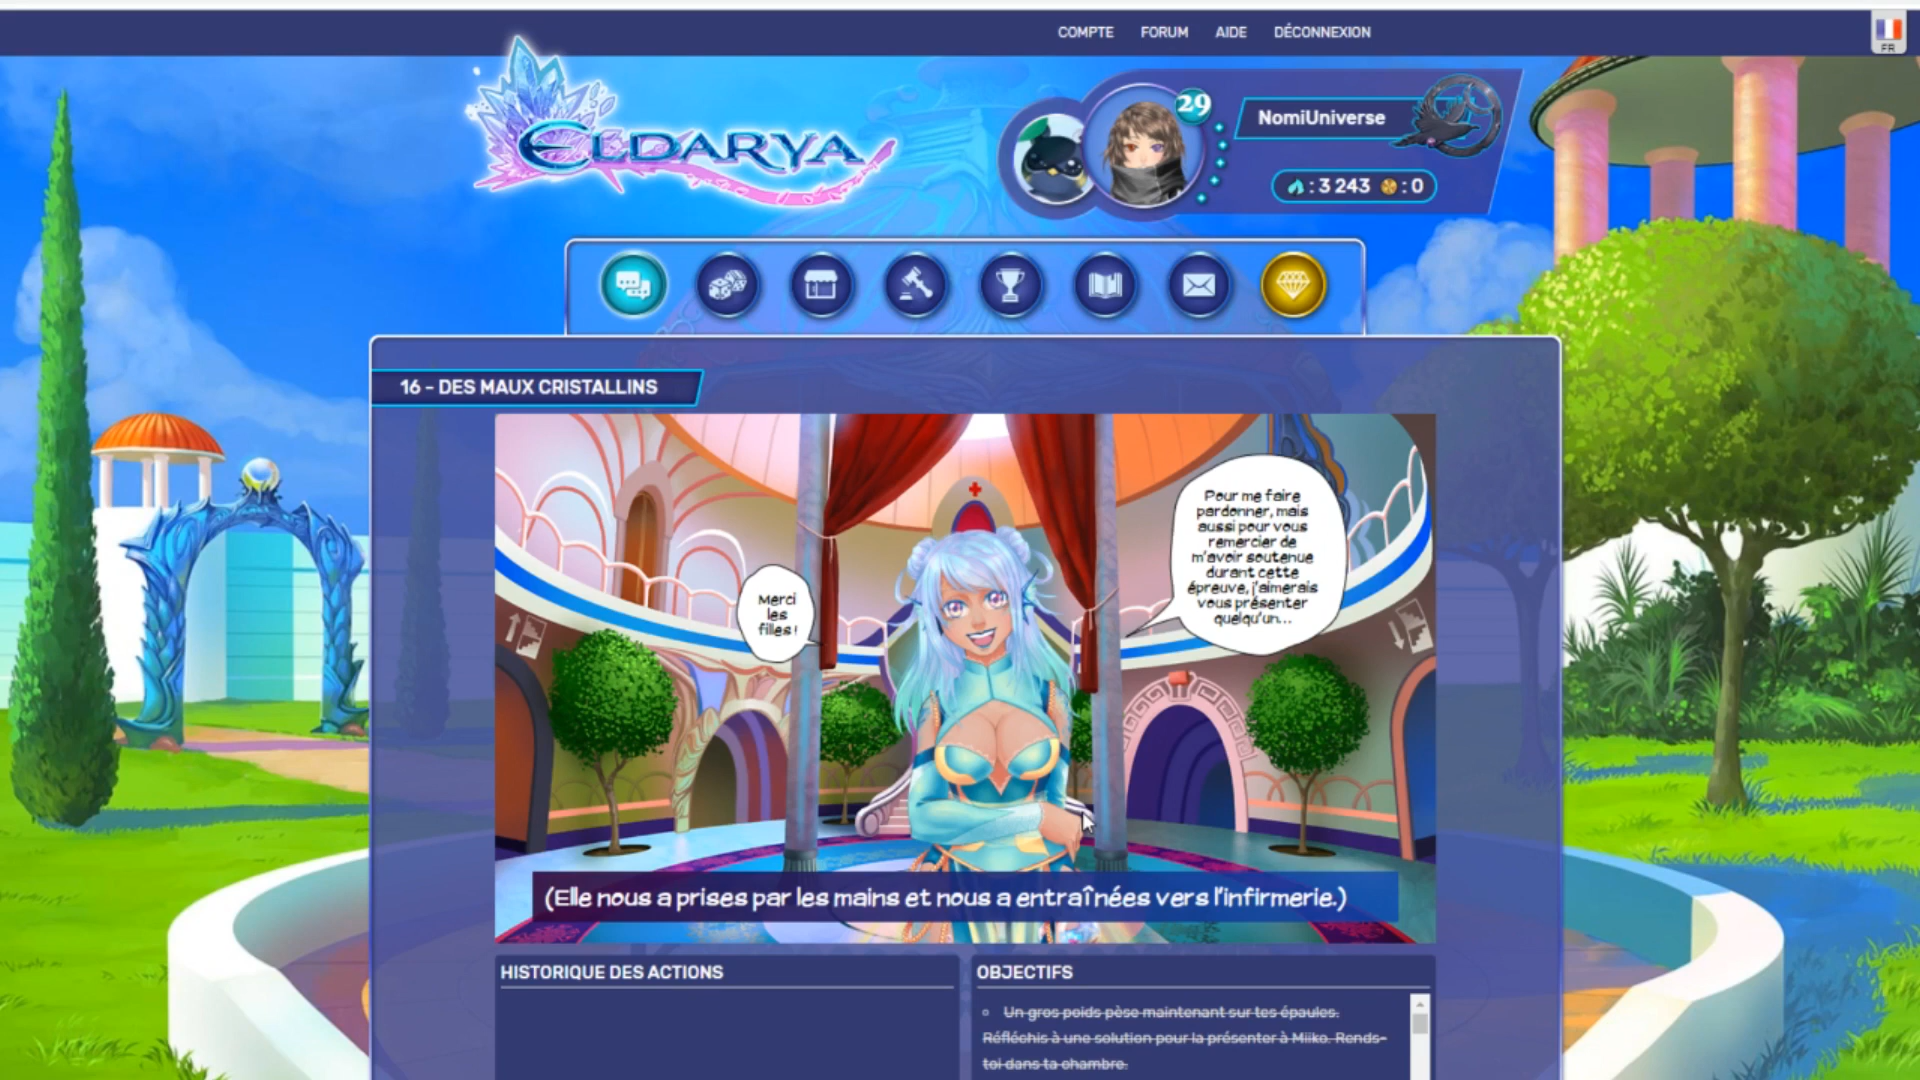 COMPTE FORUM AIDE DÉCONNEXION
FR
ELDARYA
29
NomiUniverse
: 3 243 : 0
16 - DES MAUX CRISTALLINS
Merci
les
filles !
Pour me faire
pardonner, mais
aussi pour vous
remercier de
m'avoir soutenue
durant cette
épreuve, j'aimerais
vous présenter
quelqu'un...
(Elle nous a prises par les mains et nous a entraînées vers l'infirmerie.)
HISTORIQUE DES ACTIONS
OBJECTIFS
Un gros poids pèse maintenant sur tes épaules.
Réfléchis à une solution pour la présenter à Miiko. Rends-
toi dans ta chambre.